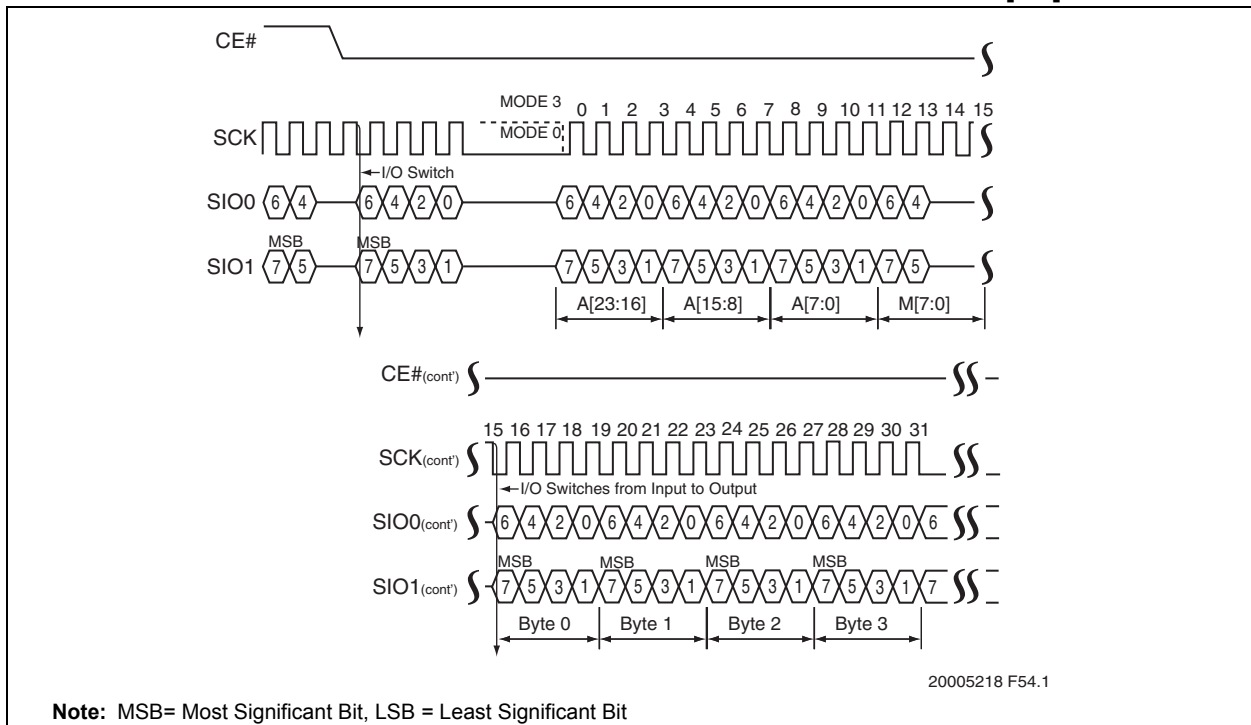 CE#
MODE 3
0 1 2 3 4 5 6 7 8 9 10 11 12 13 14 15
MODE 0
SCK
I/O Switch
SIO0 6 4 6 4 2 0 6 4 2 0 6 4 2 0 6 4 2 0 6 4
MSB MSB
SIO1 7 5 7 5 3 1 7 5 3 1 7 5 3 1 7 5 3 1 7 5
A[23:16] A[15:8] A[7:0] M[7:0]
CE#(cont')
15 16 17 18 19 20 21 22 23 24 25 26 27 28 29 30 31
SCK(cont')
I/O Switches from Input to Output
SIO0(cont') 6 4 2 0 6 4 2 0 6 4 2 0 6 4 2 0 6
MSB MSB MSB MSB
SIO1(cont') 7 5 3 1 7 5 3 1 7 5 3 1 7 5 3 1 7
Byte 0 Byte 1 Byte 2 Byte 3
20005218 F54.1
Note: MSB= Most Significant Bit, LSB = Least Significant Bit